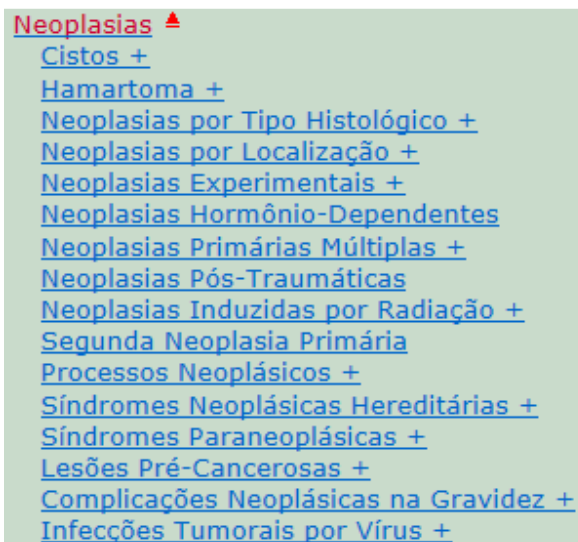 Neoplasias
Cistos +
Hamartoma +
Neoplasias por Tipo Histológico +
Neoplasias por Localização +
Neoplasias Experimentais +
Neoplasias Hormônio-Dependentes
Neoplasias Primárias Múltiplas +
Neoplasias Pós-Traumáticas
Neoplasias Induzidas por Radiação +
Segunda Neoplasia Primária
Processos Neoplásicos +
Síndromes Neoplásicas Hereditárias +
Síndromes Paraneoplásicas +
Lesões Pré-Cancerosas +
Complicações Neoplásicas na Gravidez +
Infecções Tumorais por Vírus +